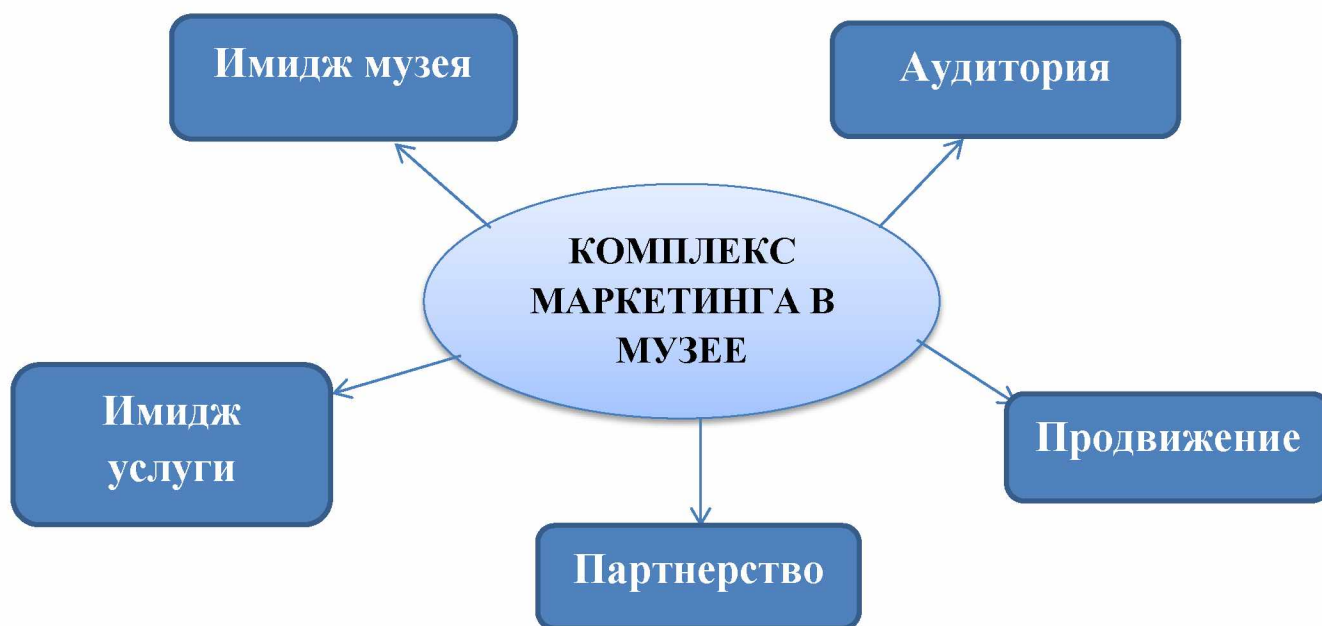 Имидж музея
Аудитория
КОМПЛЕКС
МАРКЕТИНГА В
МУЗЕЕ
Имидж
услуги
Продвижение
Партнерство